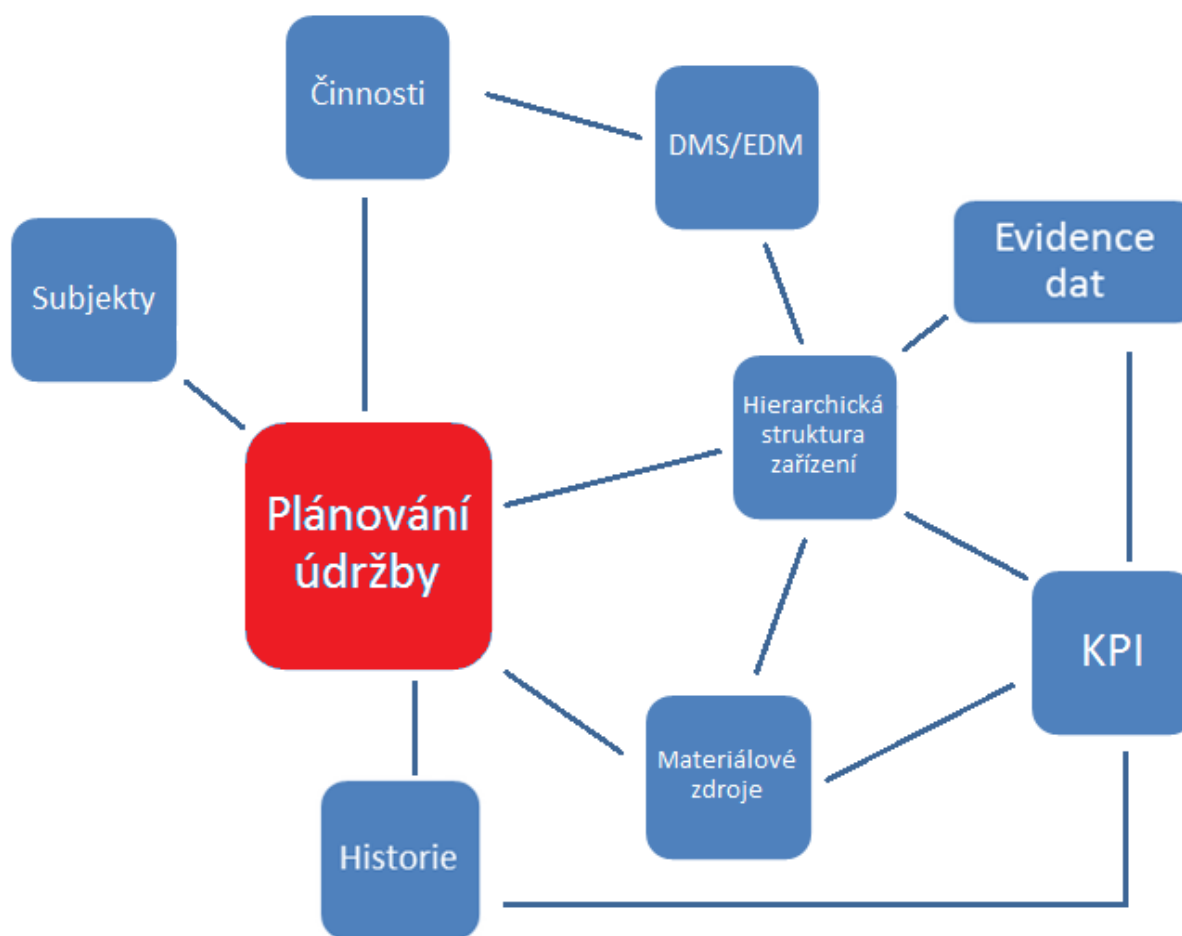 Činnosti
DMS/EDM
Evidence
dat
Subjekty
Hierarchická
struktura
zařízení
Plánování
údržby
KPI
Materiálové
zdroje
Historie